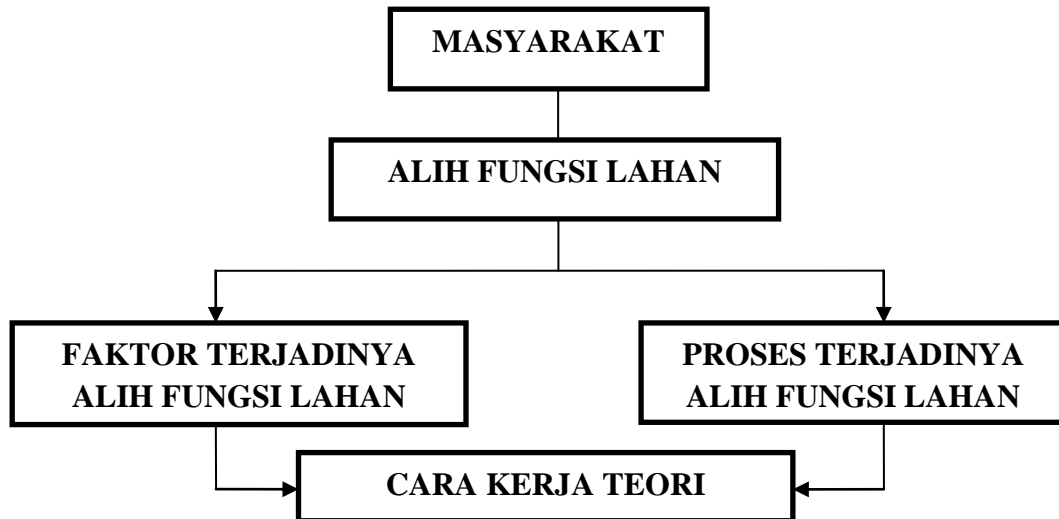 MASYARAKAT
ALIH FUNGSI LAHAN
FAKTOR TERJADINYA
ALIH FUNGSI LAHAN
PROSES TERJADINYA
ALIH FUNGSI LAHAN
CARA KERJA TEORI